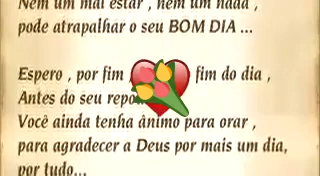 Nem um mal estar , nem um nada ,
pode atrapalhar o seu BOM DIA ...
Espero , por fim fim do dia ,
Antes do seu repo
Você ainda tenha ânimo para orar ,
para agradecer a Deus por mais um dia,
por tudo...